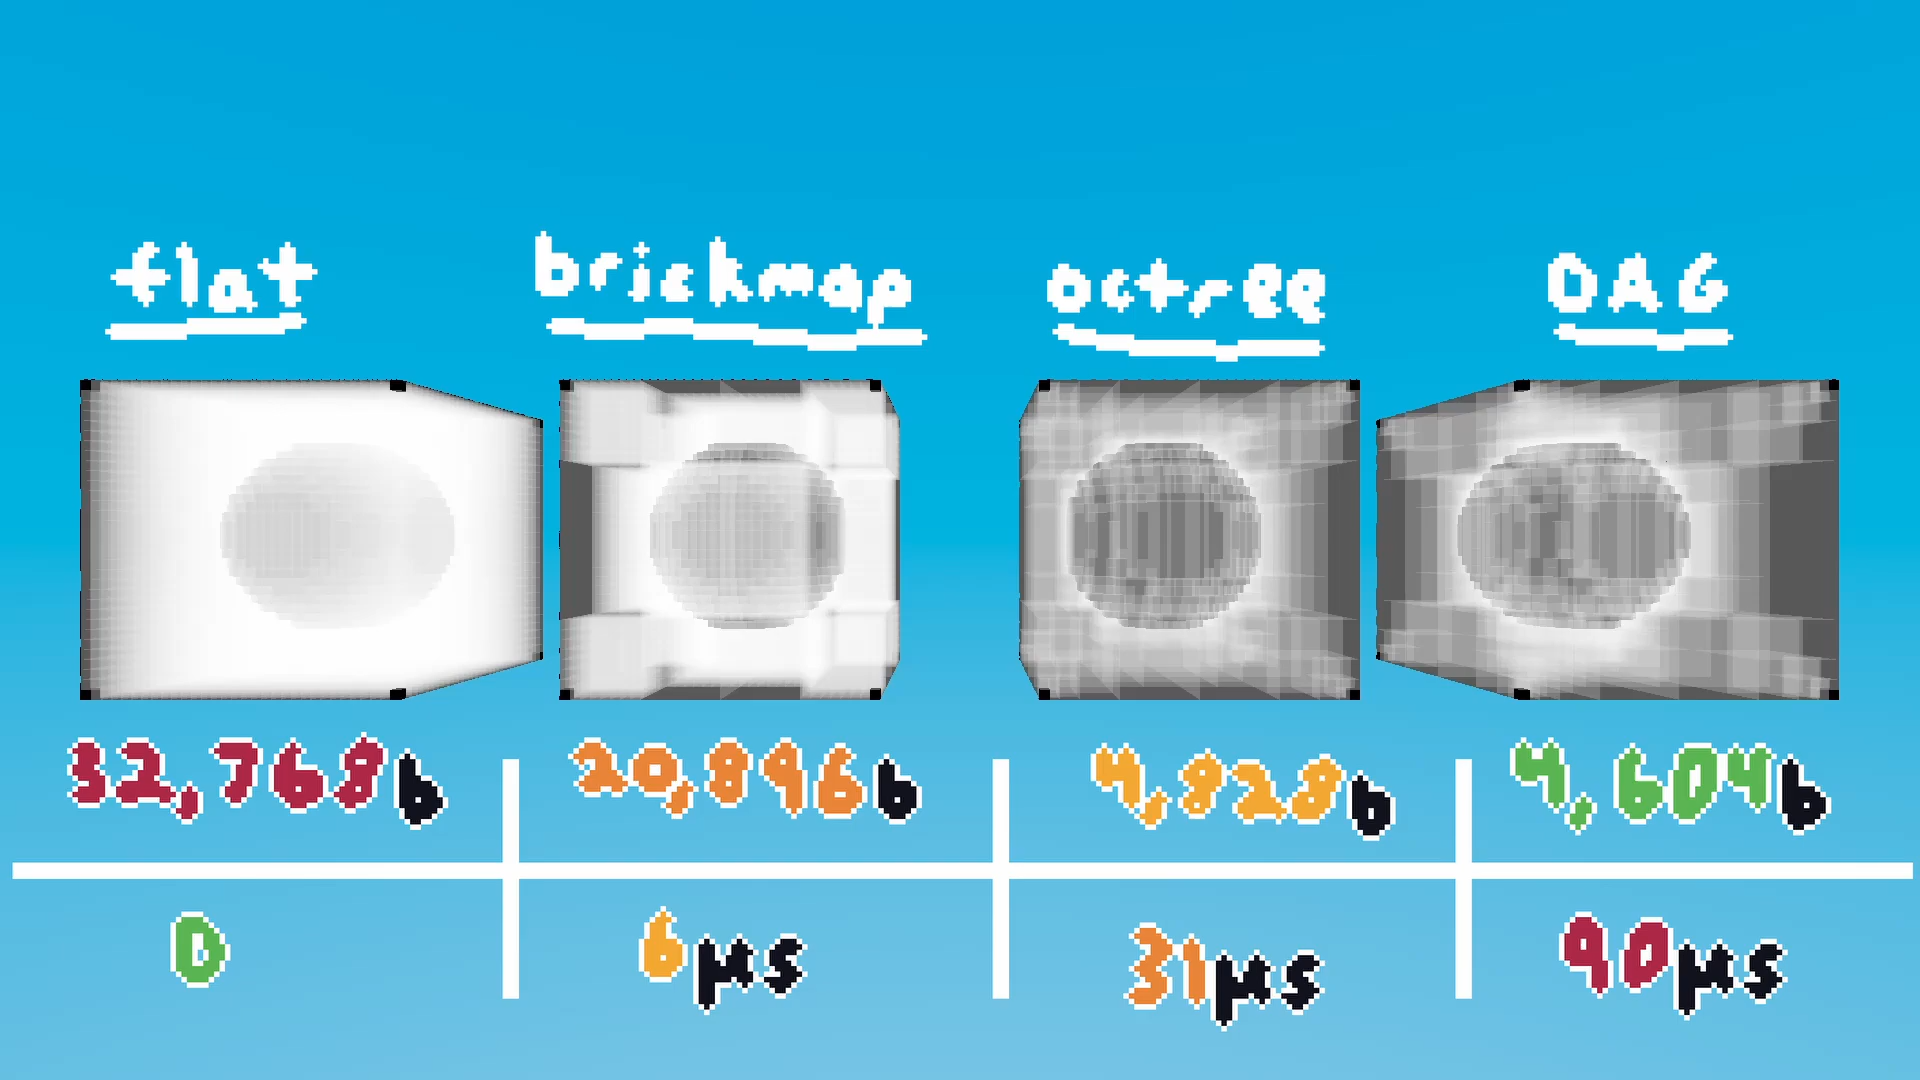 flat brickmap octree DAG
32,768b 20,896b 4,828b 4,604b
0 6µs 31µs 90µs